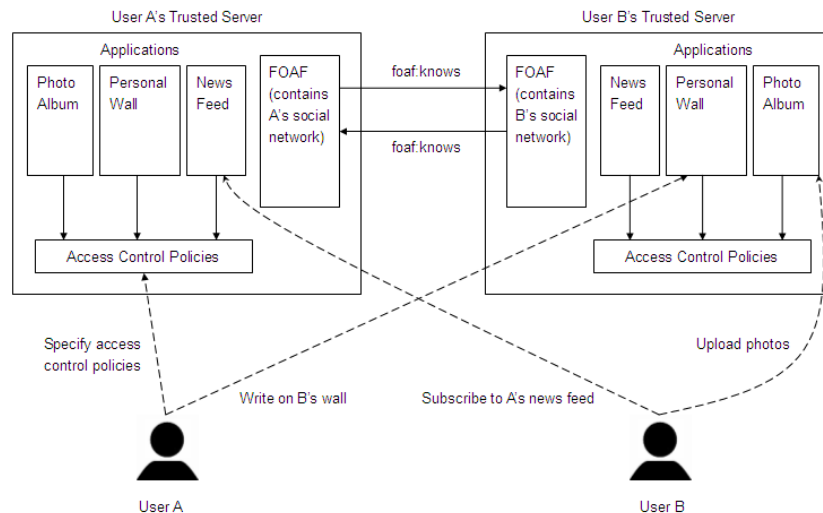 User A's Trusted Server
User B's Trusted Server
Applications
Photo
Album
Personal
Wall
News
Feed
FOAF
(contains
A's social
network)
foaf:knows
foaf:knows
FOAF
(contains
B's social
network)
Applications
News
Feed
Personal
Wall
Photo
Album
Access Control Policies
Access Control Policies
Specify access
control policies
Write on B's wall
Subscribe to A's news feed
Upload photos
User A
User B